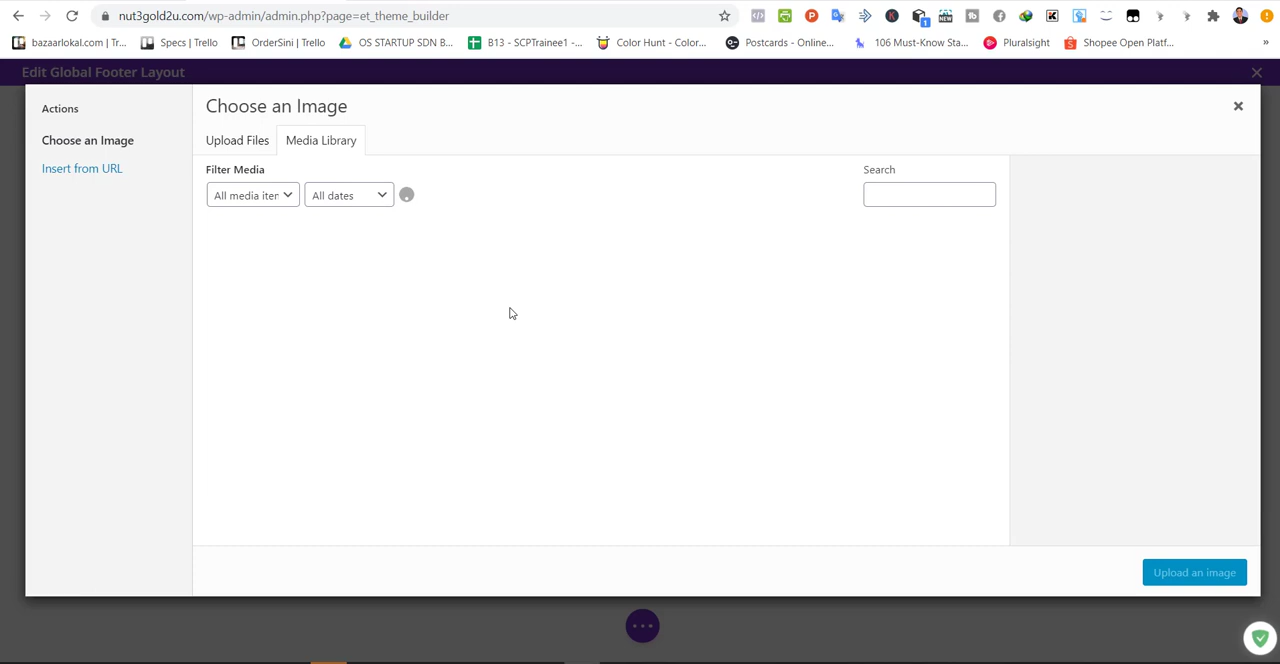 nut3gold2u.com/wp-admin/admin.php?page=et_theme_builder
bazaarlokal.com | Tr...
Specs | Trello
OrderSini | Trello
OS STARTUP SDN B...
B13 - SCPTrainee1 -...
Color Hunt - Color...
Postcards - Online...
106 Must-Know Sta...
Pluralsight
Shopee Open Platf...
»
Edit Global Footer Layout
Actions
Choose an Image
Insert from URL
Choose an Image
Upload Files
Media Library
Filter Media
Search
All media iter
All dates
Upload an image